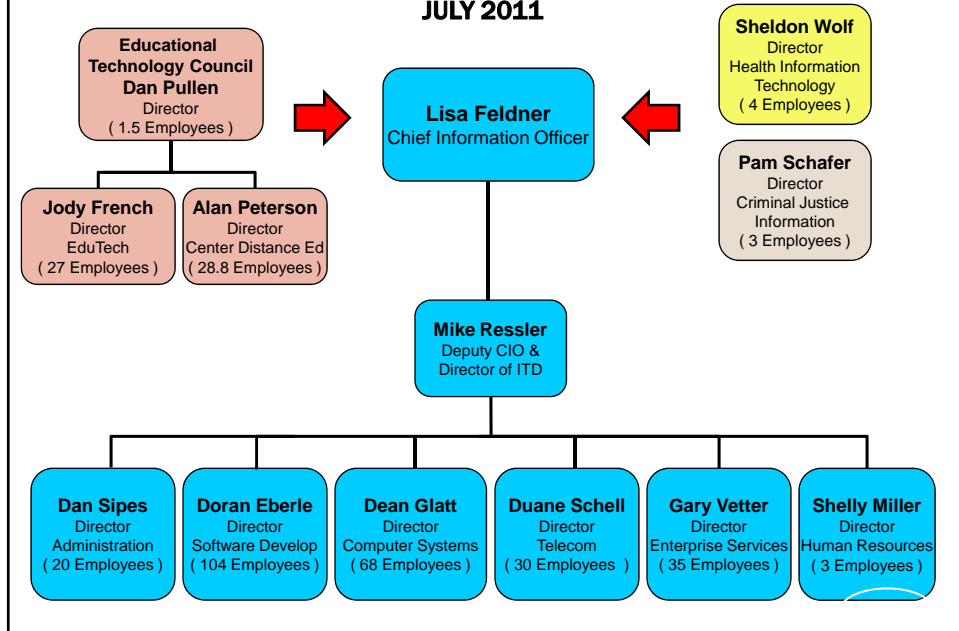 JULY 2011
Educational
Technology Council
Dan Pullen
Director
( 1.5 Employees )
Jody French
Director
EduTech
( 27 Employees )
Alan Peterson
Director
Center Distance Ed
( 28.8 Employees )
Lisa Feldner
Chief Information Officer
Sheldon Wolf
Director
Health Information
Technology
( 4 Employees )
Pam Schafer
Director
Criminal Justice
Information
( 3 Employees )
Mike Ressler
Deputy CIO &
Director of ITD
Dan Sipes
Director
Administration
( 20 Employees )
Doran Eberle
Director
Software Develop
( 104 Employees )
Dean Glatt
Director
Computer Systems
( 68 Employees )
Duane Schell
Director
Telecom
( 30 Employees  )
Gary Vetter
Director
Enterprise Services
( 35 Employees )
Shelly Miller
Director
Human Resources
( 3 Employees )